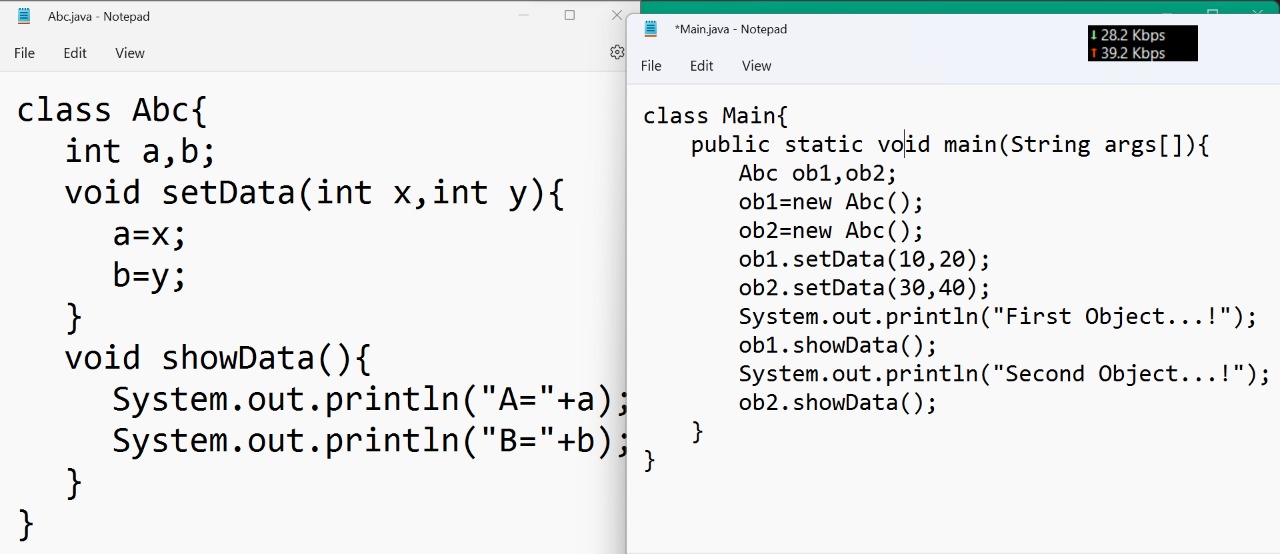 Abc.java - Notepad
File Edit View
class Abc{
int a,b;
void setData(int x,int y){
a=x;
b=y;
}
void showData(){
System.out.println("A="+a);
System.out.println("B="+b);
}
}
*Main.java - Notepad
↓ 28.2 Kbps
↑ 39.2 Kbps
File Edit View
class Main{
public static void main(String args[]){
Abc ob1,ob2;
ob1=new Abc();
ob2=new Abc();
ob1.setData(10,20);
ob2.setData(30,40);
System.out.println("First Object...!");
ob1.showData();
System.out.println("Second Object...!");
ob2.showData();
}
}